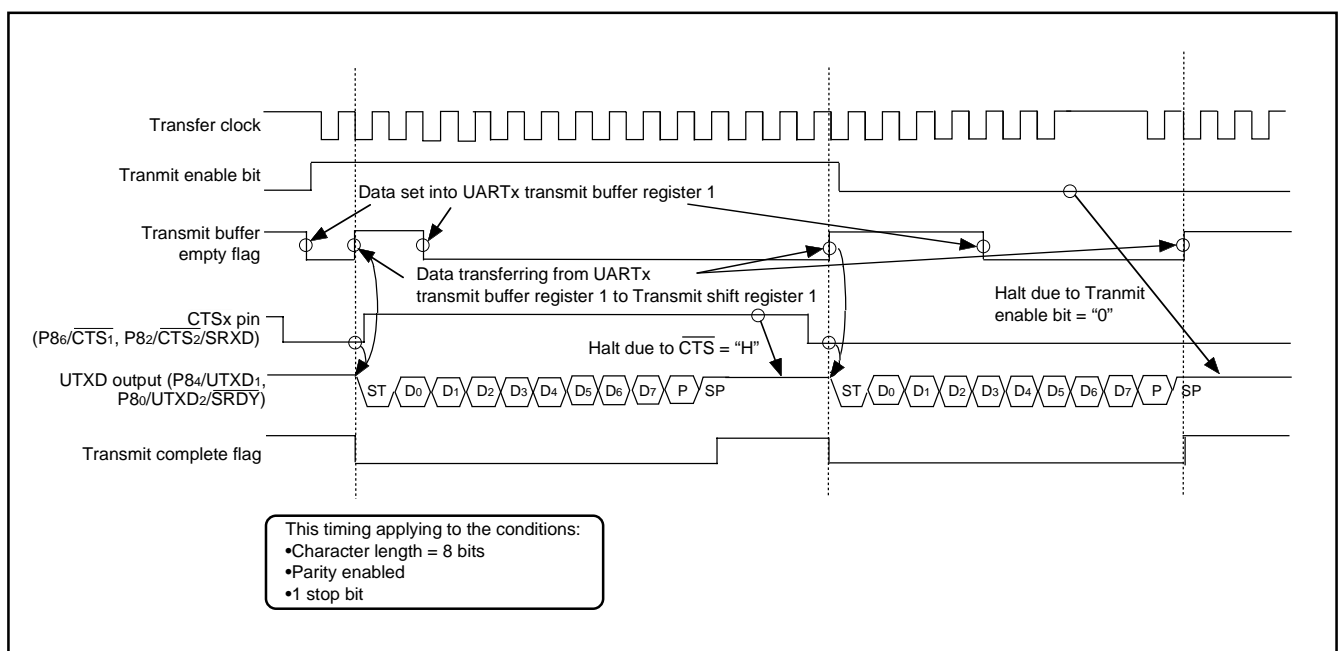 Transfer clock
Tranmit enable bit
Data set into UARTx transmit buffer register 1
Transmit buffer
empty flag
Data transferring from UARTx
transmit buffer register 1 to Transmit shift register 1
Halt due to Tranmit
enable bit = “0”
CTSx pin
(P86/CTS1, P82/CTS2/SRXD)
Halt due to CTS = “H”
UTXD output (P84/UTXD1,
P80/UTXD2/SRDY)
ST D0 D1 D2 D3 D4 D5 D6 D7 P SP
ST D0 D1 D2 D3 D4 D5 D6 D7 P SP
Transmit complete flag
This timing applying to the conditions:
•Character length = 8 bits
•Parity enabled
•1 stop bit